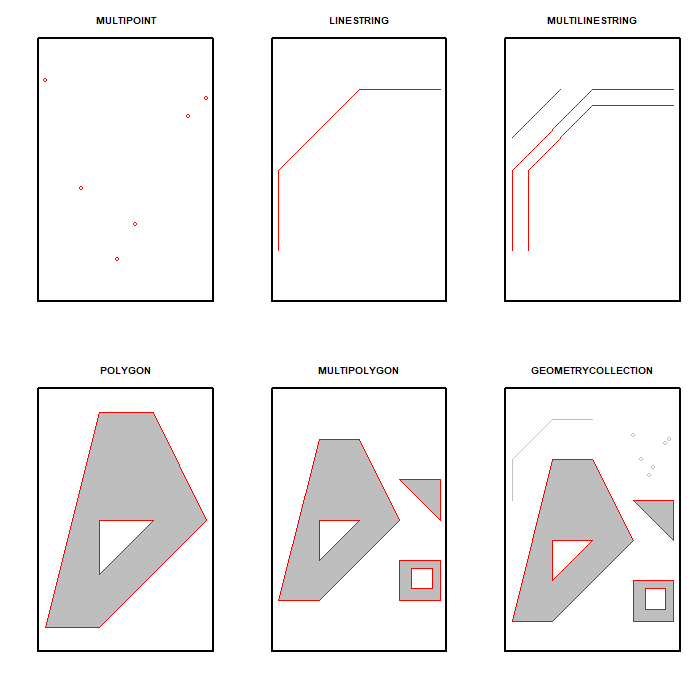 MULTIPOINT
LINESTRING
MULTILINESTRING
POLYGON
MULTIPOLYGON
GEOMETRYCOLLECTION